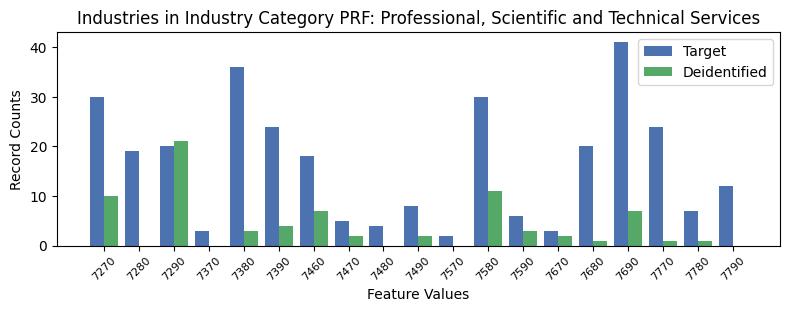 Industries in Industry Category PRF: Professional, Scientific and Technical Services
Record Counts
40
30
20
10
0
Target
Deidentified
7270 7280 7290 7370 7380 7390 7460 7470 7480 7490 7570 7580 7590 7670 7680 7690 7770 7780 7790
Feature Values